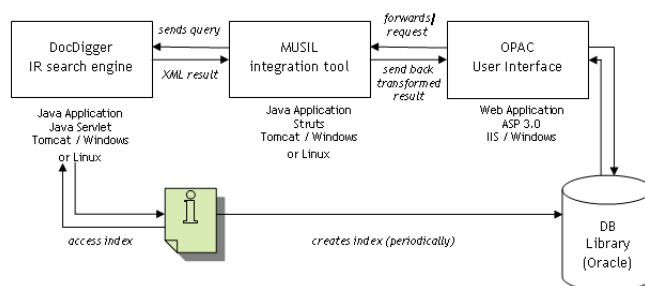 DocDigger
IR search engine
sends query
XML result
MUSIL
integration tool
forwards/
request
send back
transformed
result
OPAC
User Interface
Java Application
Java Servlet
Tomcat / Windows
or Linux
Java Application
Struts
Tomcat / Windows
or Linux
Web Application
ASP 3.0
IIS / Windows
i
access index
creates index (periodically)
DB
Library
(Oracle)